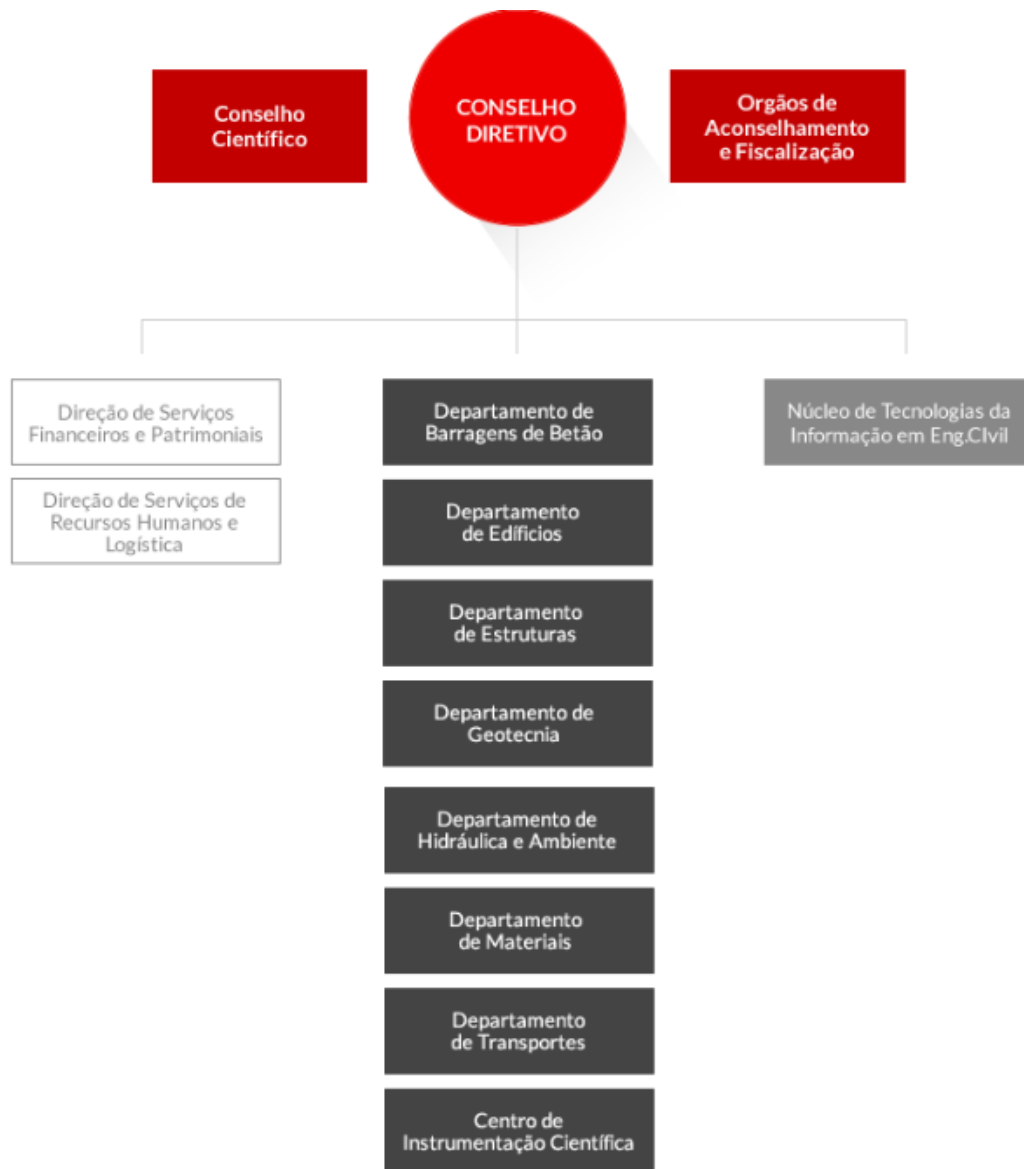 Conselho
Científico
CONSELHO
DIRETIVO
Orgãos de
Aconselhamento
e Fiscalização
Direção de Serviços
Financeiros e Patrimoniais
Direção de Serviços de
Recursos Humanos e
Logística
Departamento de
Barragens de Betão
Departamento
de Edíficios
Departamento
de Estruturas
Departamento de
Geotecnia
Departamento de
Hidráulica e Ambiente
Departamento
de Materiais
Departamento
de Transportes
Centro de
Instrumentação Científica
Núcleo de Tecnologias da
Informação em Eng.CIvil